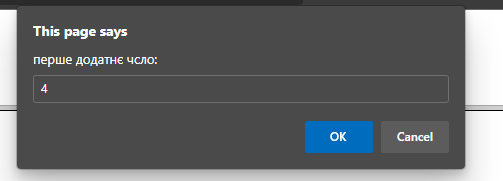 This page says
перше додатнє чсло:
4
OK
Cancel